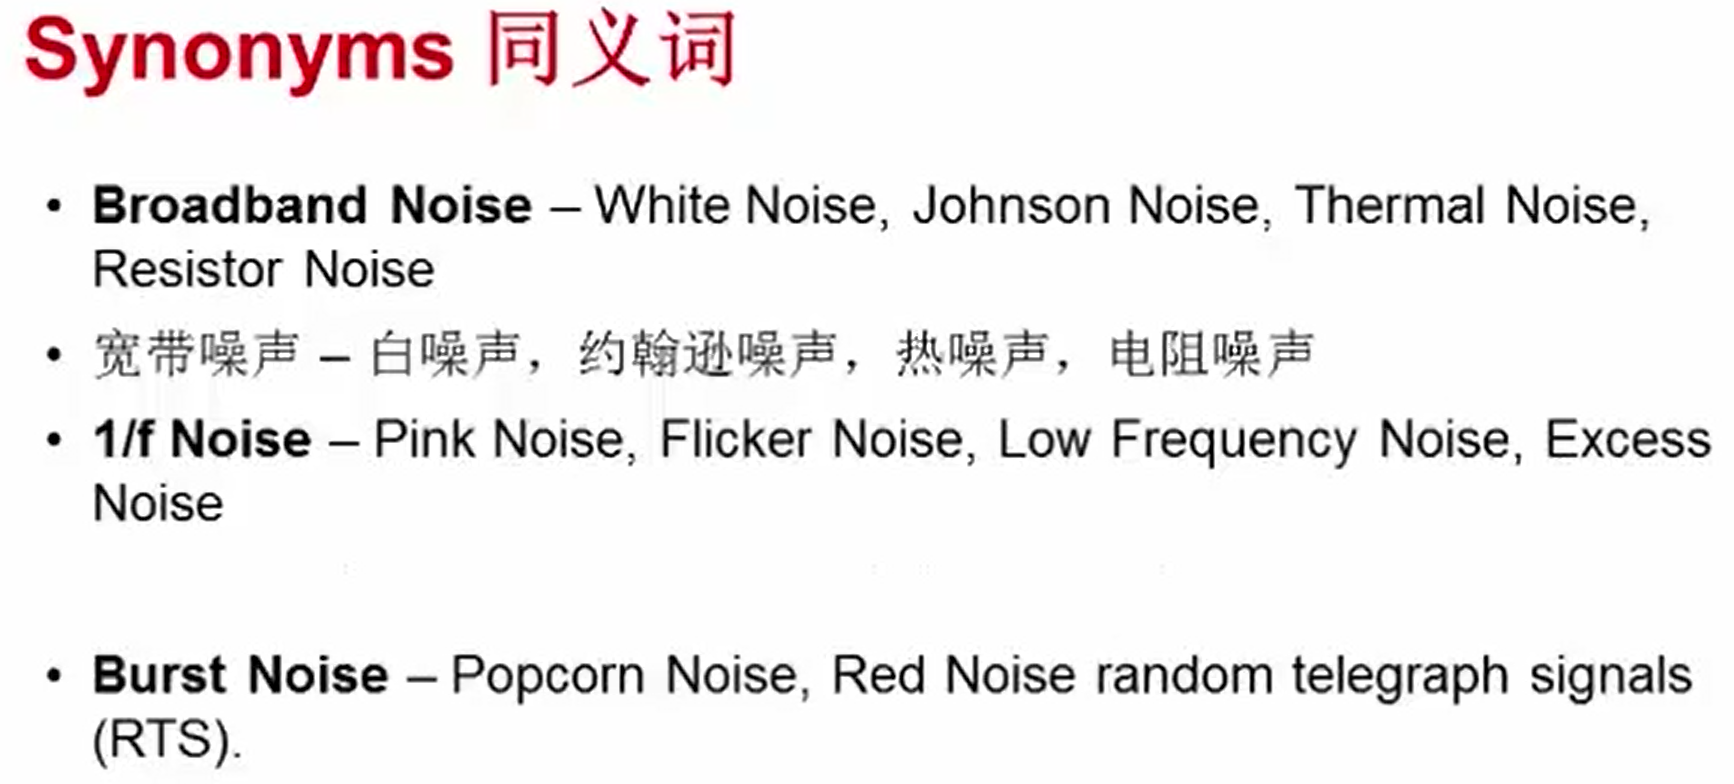 Synonyms 同义词
• Broadband Noise – White Noise, Johnson Noise, Thermal Noise,
Resistor Noise
• 宽带噪声 – 白噪声，约翰逊噪声，热噪声，电阻噪声
• 1/f Noise – Pink Noise, Flicker Noise, Low Frequency Noise, Excess
Noise
• Burst Noise – Popcorn Noise, Red Noise random telegraph signals
(RTS).